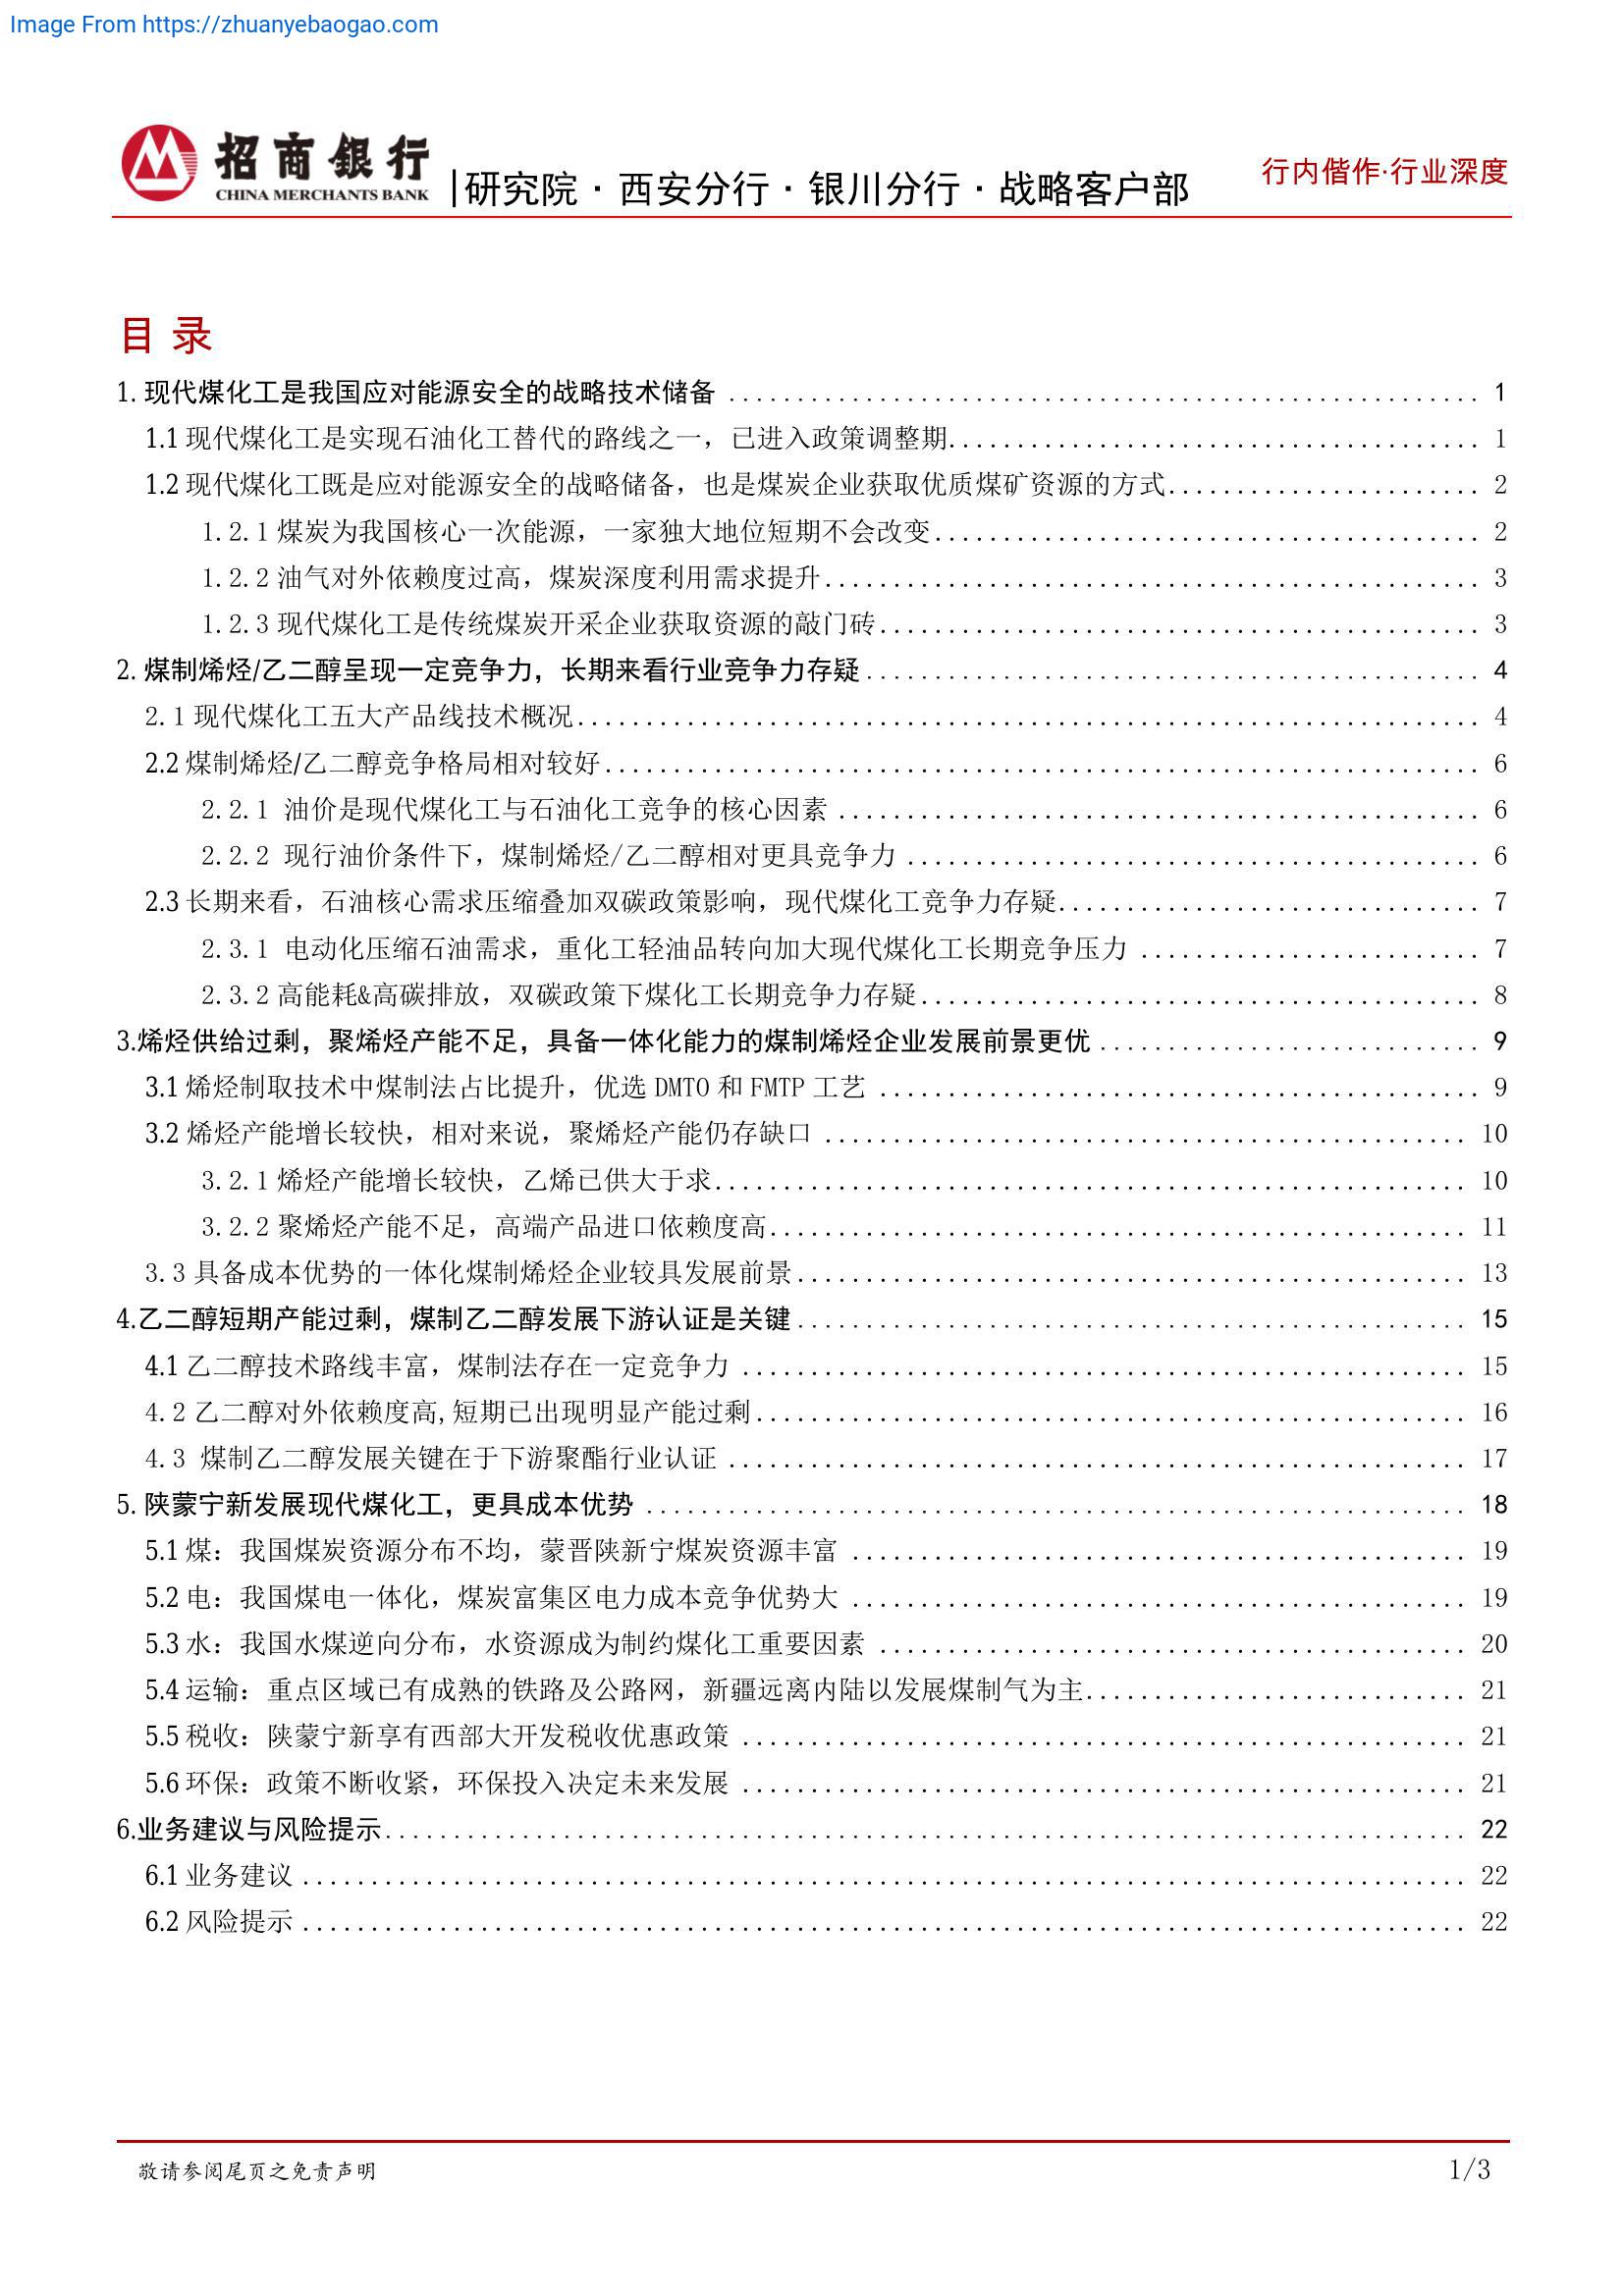 Image From https://zhuanyebaogao.com
招商银行
CHINA MERCHANTS BANK
|研究院·西安分行·银川分行·战略客户部
行内偕作·行业深度
目 录
1. 现代煤化工是我国应对能源安全的战略技术储备 1
1.1 现代煤化工是实现石油化工替代的路线之一，已进入政策调整期 1
1.2 现代煤化工既是应对能源安全的战略储备，也是煤炭企业获取优质煤矿资源的方式 2
1.2.1 煤炭为我国核心一次能源，一家独大地位短期不会改变 2
1.2.2 油气对外依赖度过高，煤炭深度利用需求提升 3
1.2.3 现代煤化工是传统煤炭开采企业获取资源的敲门砖 3
2. 煤制烯烃/乙二醇呈现一定竞争力，长期来看行业竞争力存疑 4
2.1 现代煤化工五大产品线技术概况 4
2.2 煤制烯烃/乙二醇竞争格局相对较好 6
2.2.1 油价是现代煤化工与石油化工竞争的核心因素 6
2.2.2 现行油价条件下，煤制烯烃/乙二醇相对更具竞争力 6
2.3 长期来看，石油核心需求压缩叠加双碳政策影响，现代煤化工竞争力存疑 7
2.3.1 电动化压缩石油需求，重化工轻油品转向加大现代煤化工长期竞争压力 7
2.3.2 高能耗&高碳排放，双碳政策下煤化工长期竞争力存疑 8
3.烯烃供给过剩，聚烯烃产能不足，具备一体化能力的煤制烯烃企业发展前景更优 9
3.1 烯烃制取技术中煤制法占比提升，优选 DMTO 和 FMTP 工艺 9
3.2 烯烃产能增长较快，相对来说，聚烯烃产能仍存缺口 10
3.2.1 烯烃产能增长较快，乙烯已供大于求 10
3.2.2 聚烯烃产能不足，高端产品进口依赖度高 11
3.3 具备成本优势的一体化煤制烯烃企业较具发展前景 13
4.乙二醇短期产能过剩，煤制乙二醇发展下游认证是关键 15
4.1 乙二醇技术路线丰富，煤制法存在一定竞争力 15
4.2 乙二醇对外依赖度高,短期已出现明显产能过剩 16
4.3 煤制乙二醇发展关键在于下游聚酯行业认证 17
5. 陕蒙宁新发展现代煤化工，更具成本优势 18
5.1 煤：我国煤炭资源分布不均，蒙晋陕新宁煤炭资源丰富 19
5.2 电：我国煤电一体化，煤炭富集区电力成本竞争优势大 19
5.3 水：我国水煤逆向分布，水资源成为制约煤化工重要因素 20
5.4 运输：重点区域已有成熟的铁路及公路网，新疆远离内陆以发展煤制气为主 21
5.5 税收：陕蒙宁新享有西部大开发税收优惠政策 21
5.6 环保：政策不断收紧，环保投入决定未来发展 21
6.业务建议与风险提示 22
6.1 业务建议 22
6.2 风险提示 22
敬请参阅尾页之免责声明
1/3